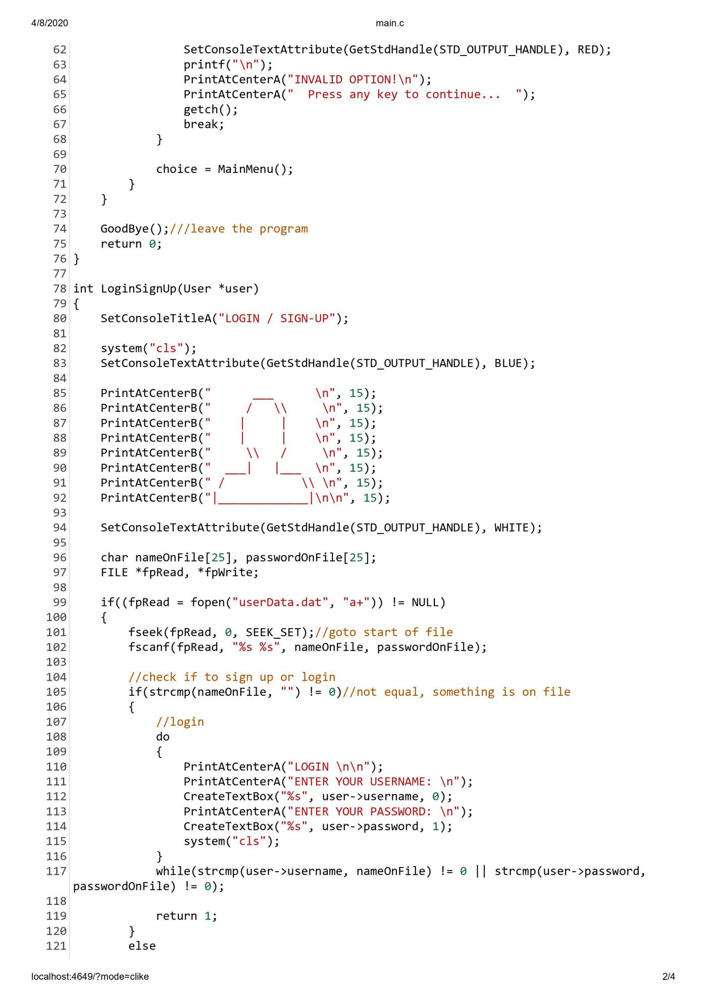 4/8/2020 main.c
62                 SetConsoleTextAttribute(GetStdHandle(STD_OUTPUT_HANDLE), RED);
63                 printf("\n");
64                 PrintAtCenterA("INVALID OPTION!\n");
65                 PrintAtCenterA("  Press any key to continue...  ");
66                 getch();
67                 break;
68             }
69
70             choice = MainMenu();
71         }
72     }
73
74     GoodBye();///leave the program
75     return 0;
76 }
77
78 int LoginSignUp(User *user)
79 {
80     SetConsoleTitleA("LOGIN / SIGN-UP");
81
82     system("cls");
83     SetConsoleTextAttribute(GetStdHandle(STD_OUTPUT_HANDLE), BLUE);
84
85     PrintAtCenterB("      ___      \n", 15);
86     PrintAtCenterB("     /   \\     \n", 15);
87     PrintAtCenterB("    |     |    \n", 15);
88     PrintAtCenterB("    |     |    \n", 15);
89     PrintAtCenterB("     \\   /     \n", 15);
90     PrintAtCenterB("  ___|   |___  \n", 15);
91     PrintAtCenterB(" /           \\ \n", 15);
92     PrintAtCenterB("|_____________|\n\n", 15);
93
94     SetConsoleTextAttribute(GetStdHandle(STD_OUTPUT_HANDLE), WHITE);
95
96     char nameOnFile[25], passwordOnFile[25];
97     FILE *fpRead, *fpWrite;
98
99     if((fpRead = fopen("userData.dat", "a+")) != NULL)
100     {
101         fseek(fpRead, 0, SEEK_SET);//goto start of file
102         fscanf(fpRead, "%s %s", nameOnFile, passwordOnFile);
103
104         //check if to sign up or login
105         if(strcmp(nameOnFile, "") != 0)//not equal, something is on file
106         {
107             //login
108             do
109             {
110                 PrintAtCenterA("LOGIN \n\n");
111                 PrintAtCenterA("ENTER YOUR USERNAME: \n");
112                 CreateTextBox("%s", user->username, 0);
113                 PrintAtCenterA("ENTER YOUR PASSWORD: \n");
114                 CreateTextBox("%s", user->password, 1);
115                 system("cls");
116             }
117             while(strcmp(user->username, nameOnFile) != 0 || strcmp(user->password,
passwordOnFile) != 0);
118
119             return 1;
120         }
121         else
localhost:4649/?mode=clike 2/4